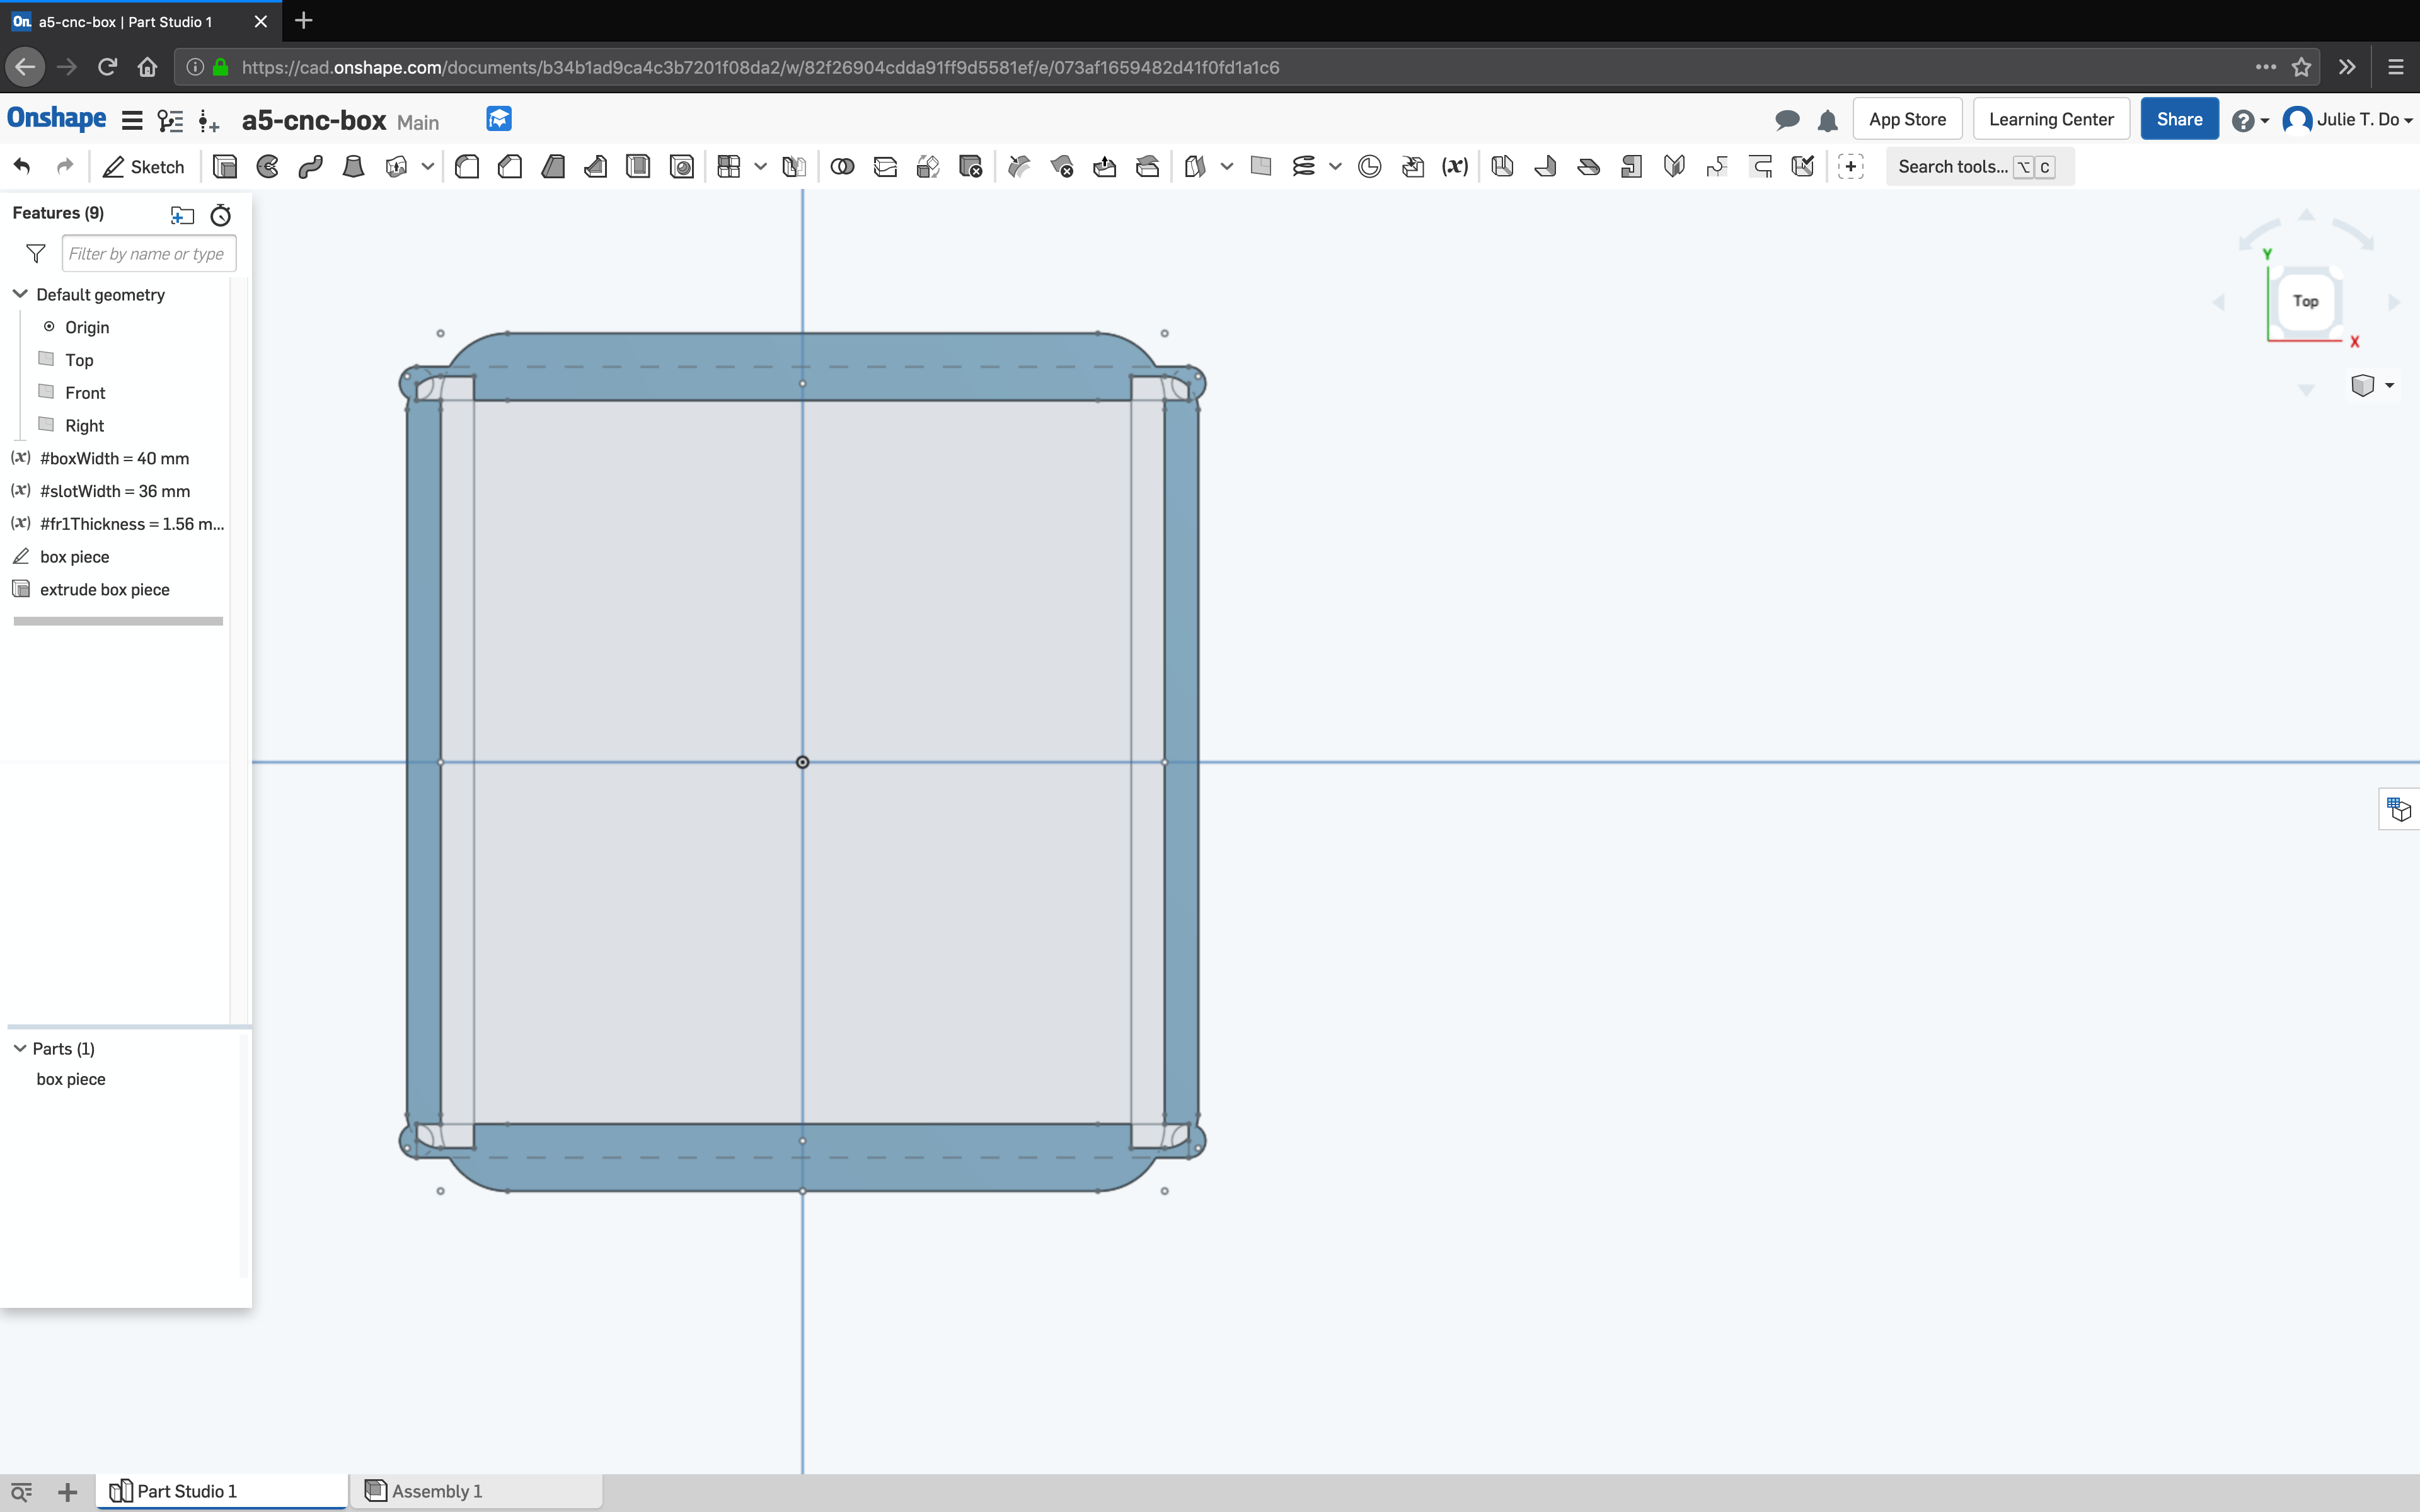 On. a5-cnc-box | Part Studio 1
https://cad.onshape.com/documents/b34b1ad9ca4c3b7201f08da2/w/82f26904cdda91ff9d5581ef/e/073af1659482d41f0fd1a1c6
Onshape a5-cnc-box Main App Store Learning Center Share Julie T. Do
Sketch (x) Search tools... ⌥ C
Features (9)
Filter by name or type
Default geometry
Origin
Top
Front
Right
(x) #boxWidth = 40 mm
(x) #slotWidth = 36 mm
(x) #fr1Thickness = 1.56 m...
box piece
extrude box piece
Parts (1)
box piece
Y
Top
X
Part Studio 1 Assembly 1